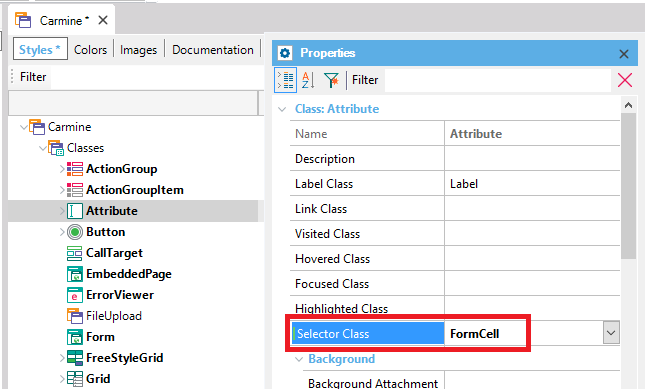 Carmine *
Styles *
Colors
Images
Documentation
Filter
Carmine
Classes
ActionGroup
ActionGroupItem
Attribute
Button
CallTarget
EmbeddedPage
ErrorViewer
FileUpload
Form
FreeStyleGrid
Grid
Properties
Filter
Class: Attribute
Name Attribute
Description
Label Class Label
Link Class
Visited Class
Hovered Class
Focused Class
Highlighted Class
Selector Class FormCell
Background
Background Attachment